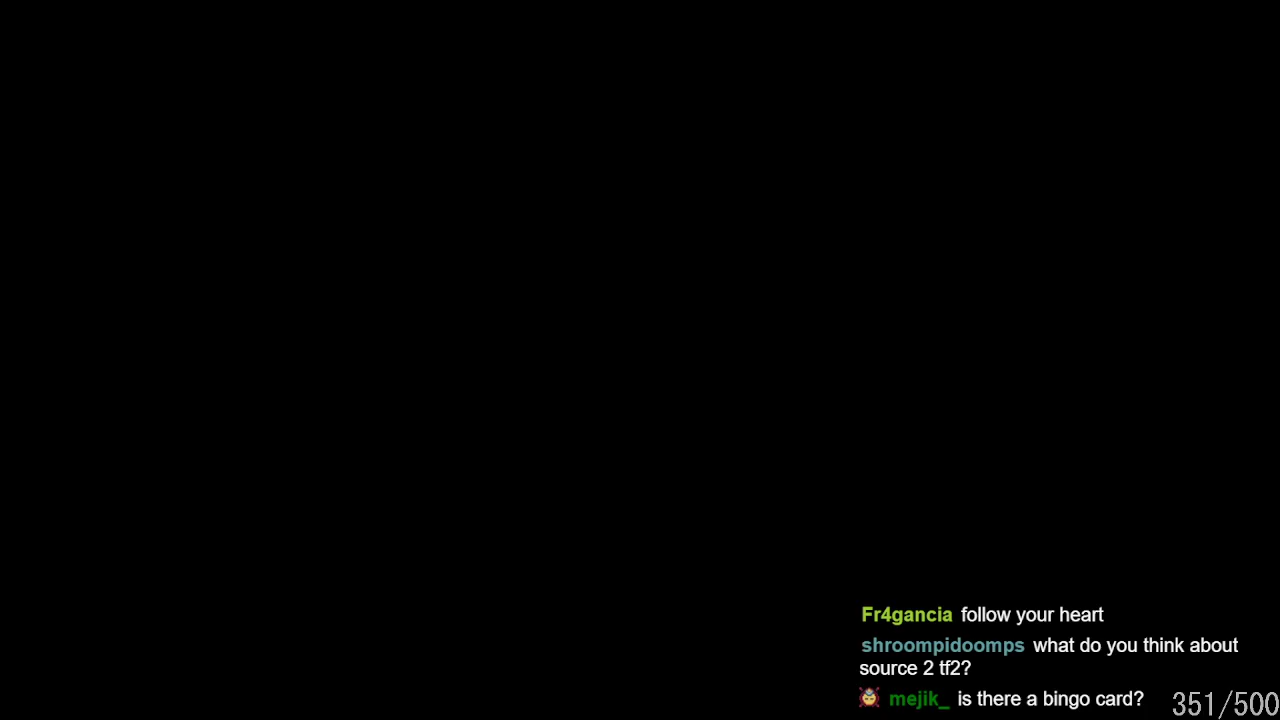 Fr4gancia follow your heart
shroompidoomps what do you think about
source 2 tf2?
mejik_ is there a bingo card?
351/500